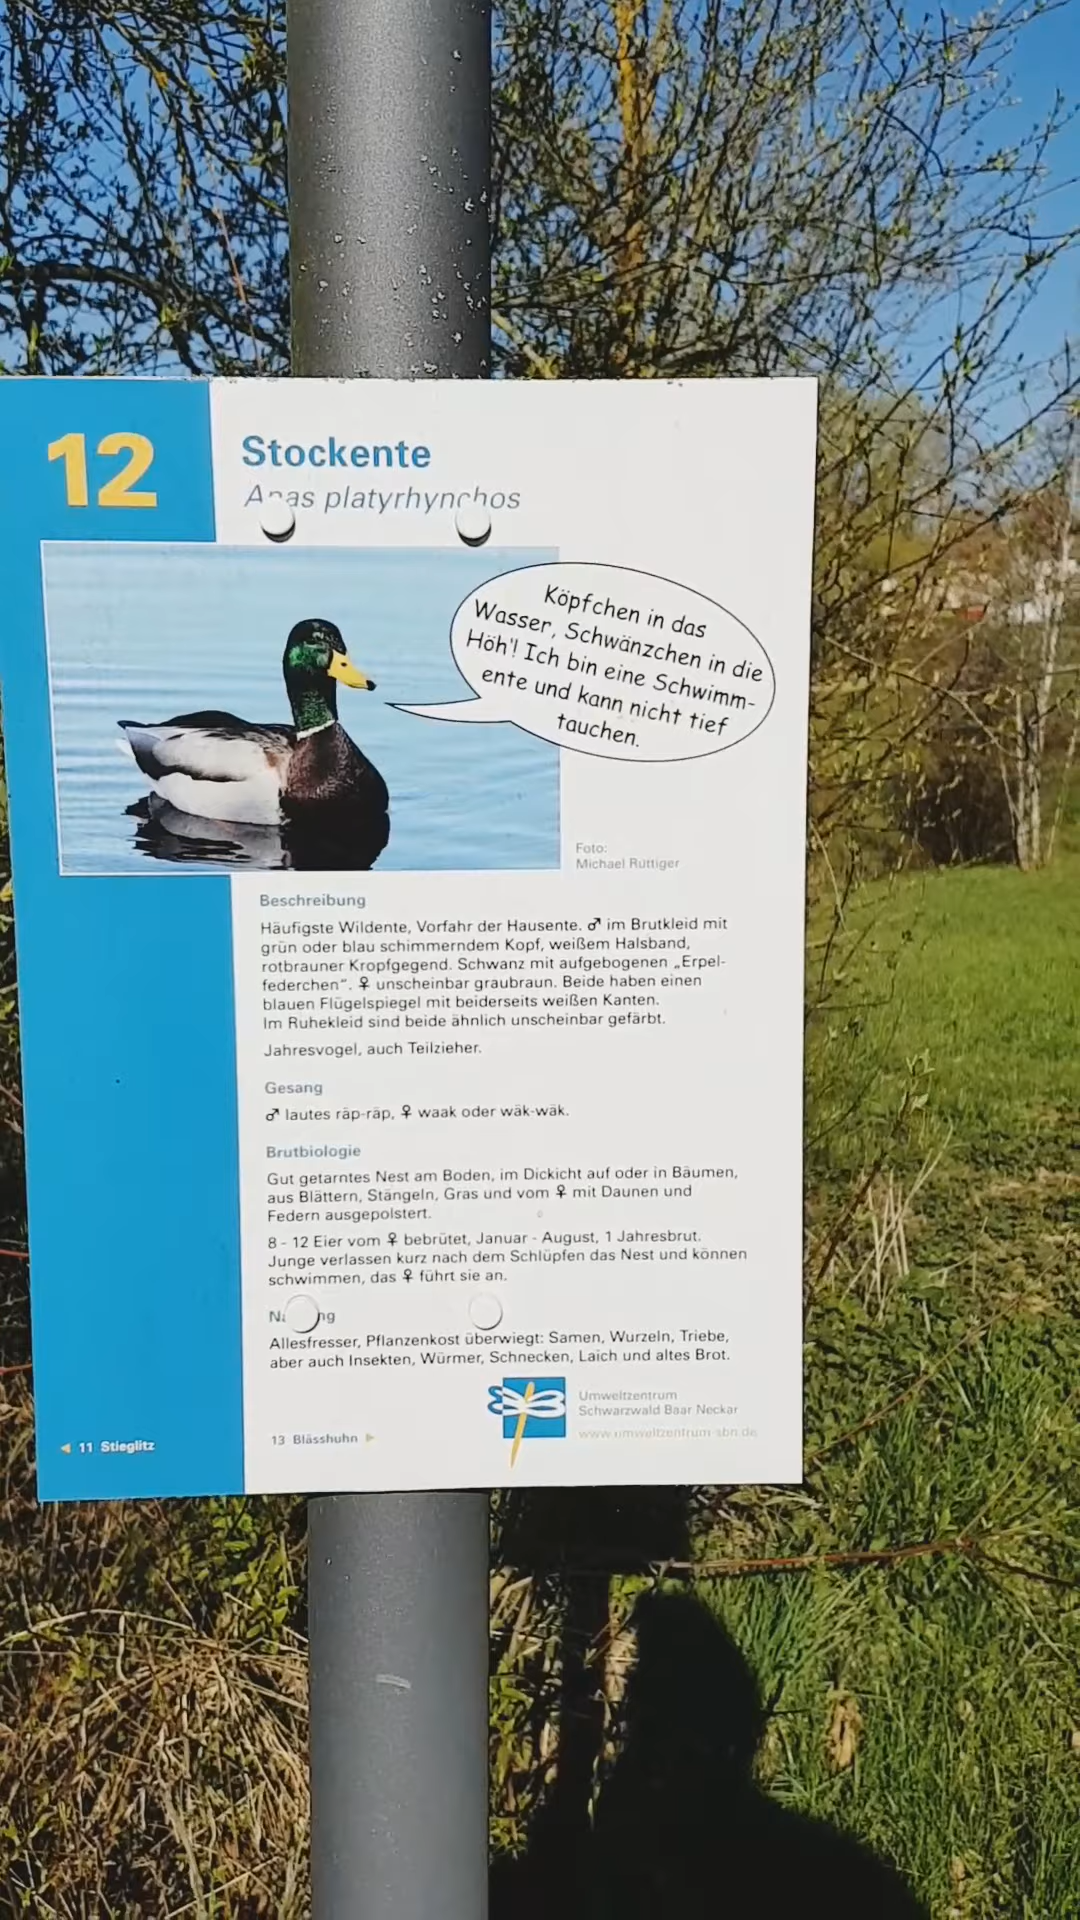 12
Stockente
Anas platyrhynchos
Köpfchen in das
Wasser, Schwänzchen in die
Höh'! Ich bin eine Schwimm-
ente und kann nicht tief
tauchen.
Foto:
Michael Rüttiger
Beschreibung
Häufigste Wildente, Vorfahr der Hausente. ♂ im Brutkleid mit
grün oder blau schimmerndem Kopf, weißem Halsband,
rotbrauner Kropfgegend. Schwanz mit aufgebogenen „Erpel-
federchen“. ♀ unscheinbar graubraun. Beide haben einen
blauen Flügelspiegel mit beiderseits weißen Kanten.
Im Ruhekleid sind beide ähnlich unscheinbar gefärbt.
Jahresvogel, auch Teilzieher.
Gesang
♂ lautes räp-räp, ♀ waak oder wäk-wäk.
Brutbiologie
Gut getarntes Nest am Boden, im Dickicht auf oder in Bäumen,
aus Blättern, Stängeln, Gras und vom ♀ mit Daunen und
Federn ausgepolstert.
8 - 12 Eier vom ♀ bebrütet, Januar - August, 1 Jahresbrut.
Junge verlassen kurz nach dem Schlüpfen das Nest und können
schwimmen, das ♀ führt sie an.
Nahrung
Allesfresser, Pflanzenkost überwiegt: Samen, Wurzeln, Triebe,
aber auch Insekten, Würmer, Schnecken, Laich und altes Brot.
Umweltzentrum
Schwarzwald Baar Neckar
www.umweltzentrum-sbn.de
◄ 11 Stieglitz
13 Blässhuhn ►